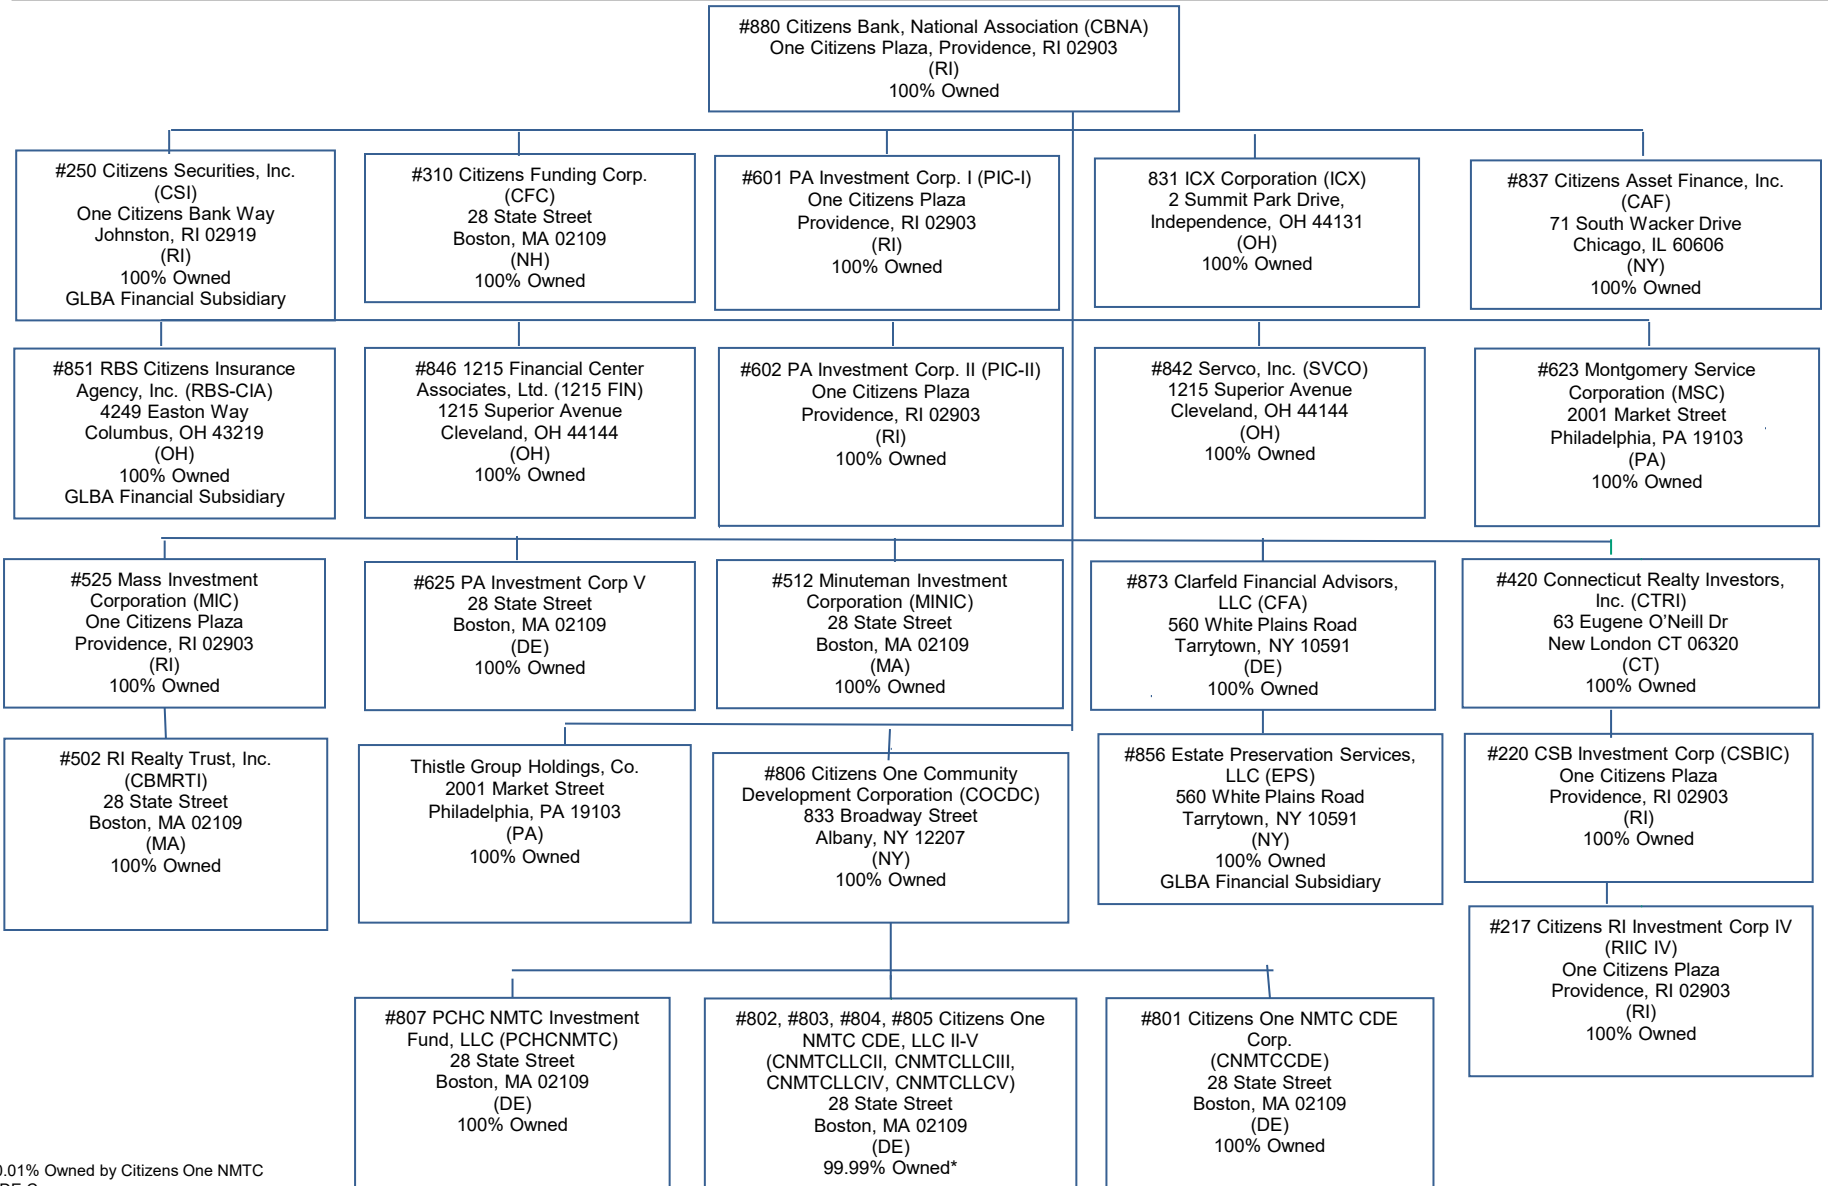 #880 Citizens Bank, National Association (CBNA)
One Citizens Plaza, Providence, RI 02903
(RI)
100% Owned
#250 Citizens Securities, Inc.
(CSI)
One Citizens Bank Way
Johnston, RI 02919
(RI)
100% Owned
GLBA Financial Subsidiary
#310 Citizens Funding Corp.
(CFC)
28 State Street
Boston, MA 02109
(NH)
100% Owned
#601 PA Investment Corp. I (PIC-I)
One Citizens Plaza
Providence, RI 02903
(RI)
100% Owned
831 ICX Corporation (ICX)
2 Summit Park Drive,
Independence, OH 44131
(OH)
100% Owned
#837 Citizens Asset Finance, Inc.
(CAF)
71 South Wacker Drive
Chicago, IL 60606
(NY)
100% Owned
#851 RBS Citizens Insurance
Agency, Inc. (RBS-CIA)
4249 Easton Way
Columbus, OH 43219
(OH)
100% Owned
GLBA Financial Subsidiary
#846 1215 Financial Center
Associates, Ltd. (1215 FIN)
1215 Superior Avenue
Cleveland, OH 44144
(OH)
100% Owned
#602 PA Investment Corp. II (PIC-II)
One Citizens Plaza
Providence, RI 02903
(RI)
100% Owned
#842 Servco, Inc. (SVCO)
1215 Superior Avenue
Cleveland, OH 44144
(OH)
100% Owned
#623 Montgomery Service
Corporation (MSC)
2001 Market Street
Philadelphia, PA 19103
(PA)
100% Owned
#525 Mass Investment
Corporation (MIC)
One Citizens Plaza
Providence, RI 02903
(RI)
100% Owned
#625 PA Investment Corp V
28 State Street
Boston, MA 02109
(DE)
100% Owned
#512 Minuteman Investment
Corporation (MINIC)
28 State Street
Boston, MA 02109
(MA)
100% Owned
#873 Clarfeld Financial Advisors,
LLC (CFA)
560 White Plains Road
Tarrytown, NY 10591
(DE)
100% Owned
#420 Connecticut Realty Investors,
Inc. (CTRI)
63 Eugene O’Neill Dr
New London CT 06320
(CT)
100% Owned
#502 RI Realty Trust, Inc.
(CBMRTI)
28 State Street
Boston, MA 02109
(MA)
100% Owned
Thistle Group Holdings, Co.
2001 Market Street
Philadelphia, PA 19103
(PA)
100% Owned
#806 Citizens One Community
Development Corporation (COCDC)
833 Broadway Street
Albany, NY 12207
(NY)
100% Owned
#856 Estate Preservation Services,
LLC (EPS)
560 White Plains Road
Tarrytown, NY 10591
(NY)
100% Owned
GLBA Financial Subsidiary
#220 CSB Investment Corp (CSBIC)
One Citizens Plaza
Providence, RI 02903
(RI)
100% Owned
#217 Citizens RI Investment Corp IV
(RIIC IV)
One Citizens Plaza
Providence, RI 02903
(RI)
100% Owned
#807 PCHC NMTC Investment
Fund, LLC (PCHCNMTC)
28 State Street
Boston, MA 02109
(DE)
100% Owned
#802, #803, #804, #805 Citizens One
NMTC CDE, LLC II-V
(CNMTCLLCII, CNMTCLLCIII,
CNMTCLLCIV, CNMTCLLCV)
28 State Street
Boston, MA 02109
(DE)
99.99% Owned*
#801 Citizens One NMTC CDE
Corp.
(CNMTCCDE)
28 State Street
Boston, MA 02109
(DE)
100% Owned
0.01% Owned by Citizens One NMTC